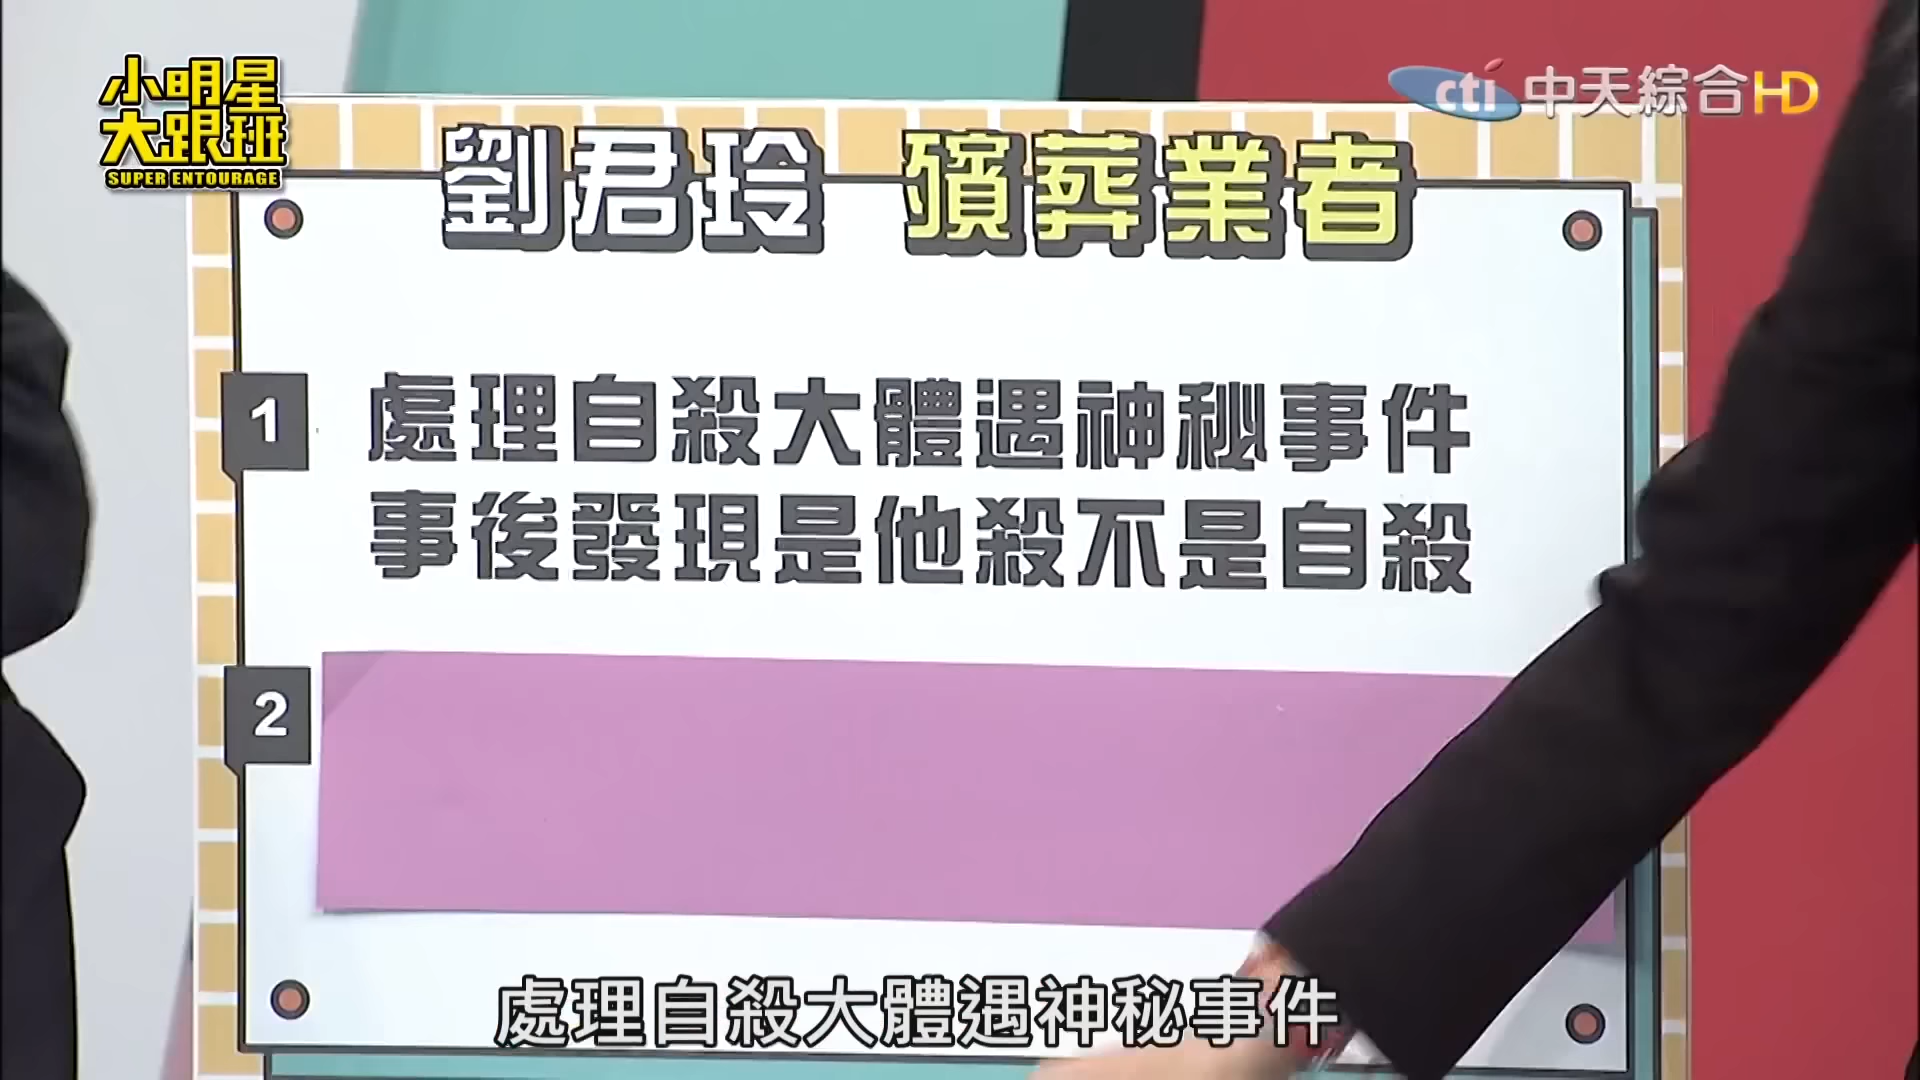 小明星
大跟班
SUPER ENTOURAGE
cti 中天綜合HD
劉君玲 殯葬業者
1 處理自殺大體遇神秘事件
事後發現是他殺不是自殺
2
處理自殺大體遇神秘事件